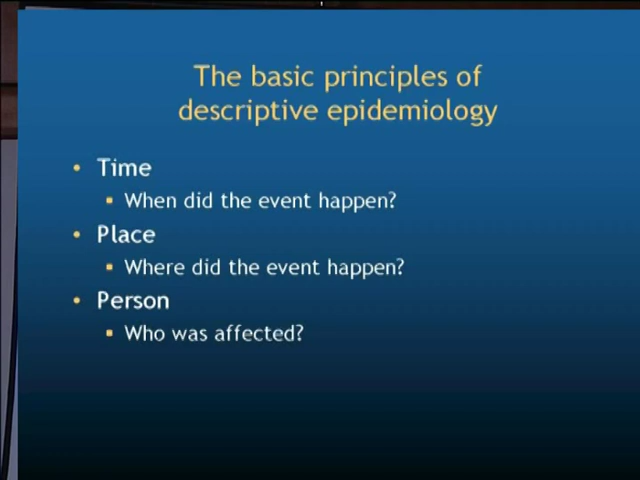 The basic principles of
descriptive epidemiology
• Time
▪ When did the event happen?
• Place
▪ Where did the event happen?
• Person
▪ Who was affected?